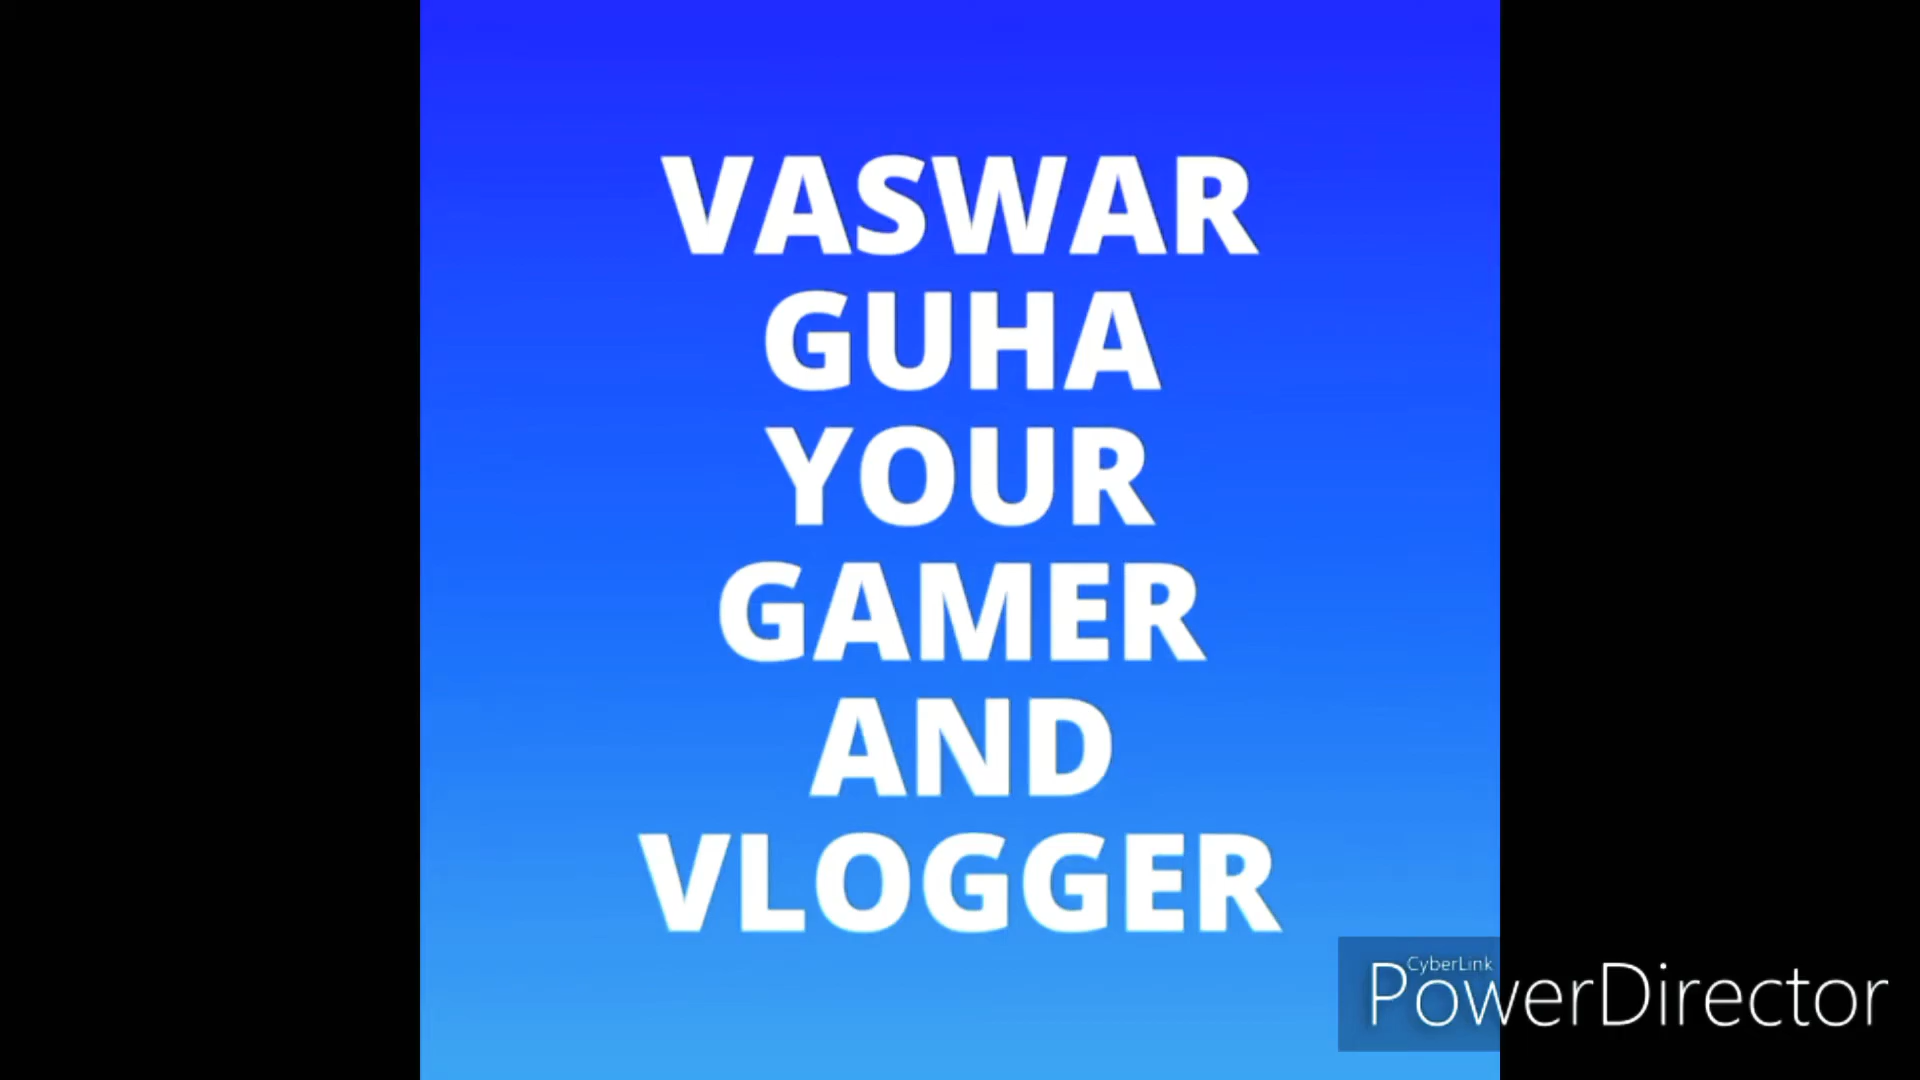 VASWAR
GUHA
YOUR
GAMER
AND
VLOGGER
CyberLink
PowerDirector